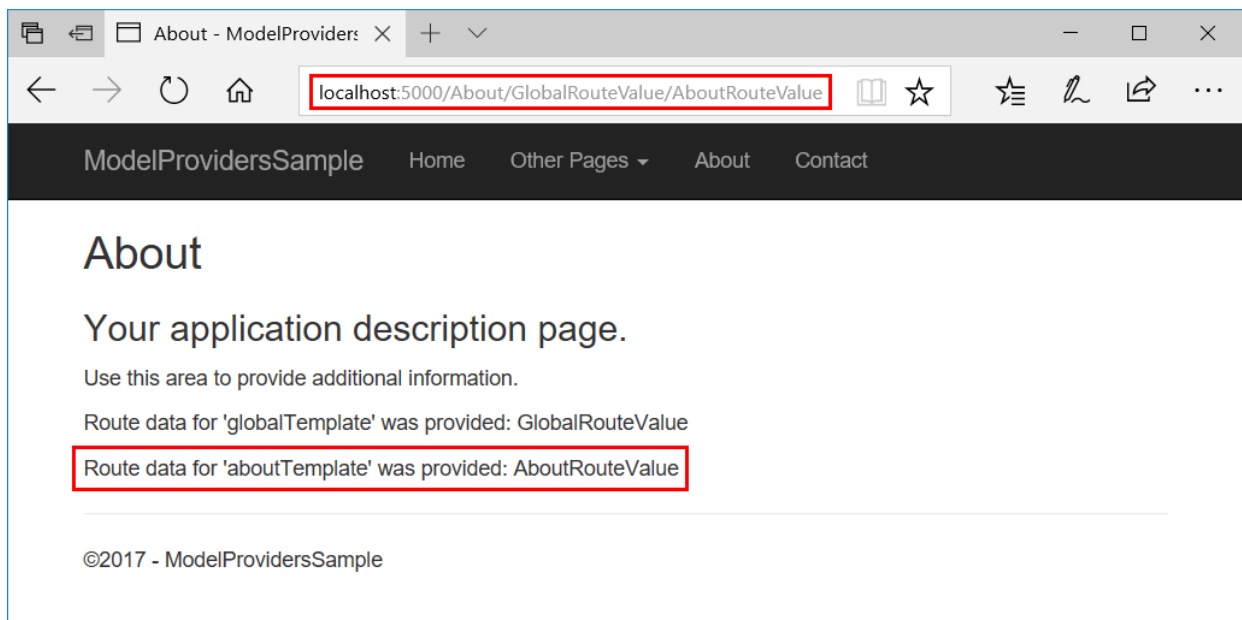 About - ModelProviders
localhost:5000/About/GlobalRouteValue/AboutRouteValue
ModelProvidersSample Home Other Pages About Contact
About
Your application description page.
Use this area to provide additional information.
Route data for 'globalTemplate' was provided: GlobalRouteValue
Route data for 'aboutTemplate' was provided: AboutRouteValue
©2017 - ModelProvidersSample